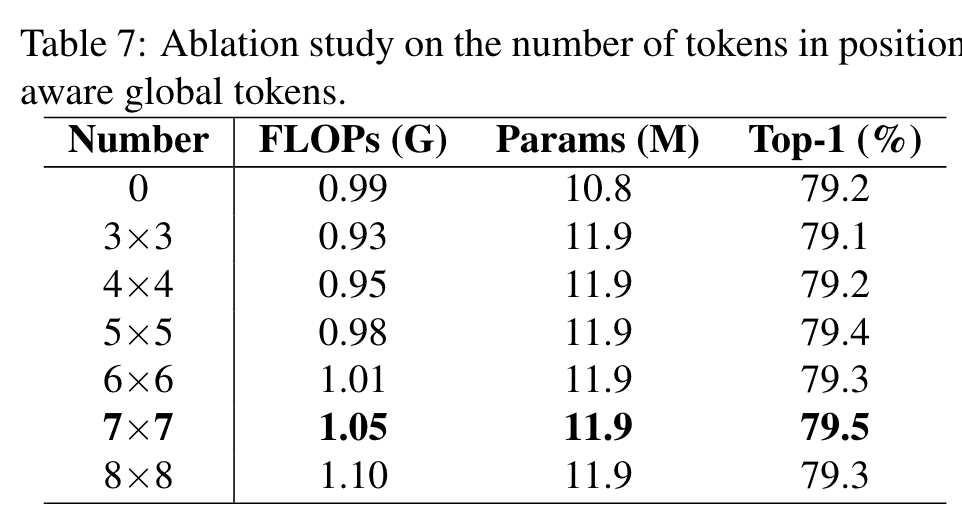 Table 7: Ablation study on the number of tokens in position
aware global tokens.
Number FLOPs (G) Params (M) Top-1 (%)
0 0.99 10.8 79.2
3×3 0.93 11.9 79.1
4×4 0.95 11.9 79.2
5×5 0.98 11.9 79.4
6×6 1.01 11.9 79.3
7×7 1.05 11.9 79.5
8×8 1.10 11.9 79.3